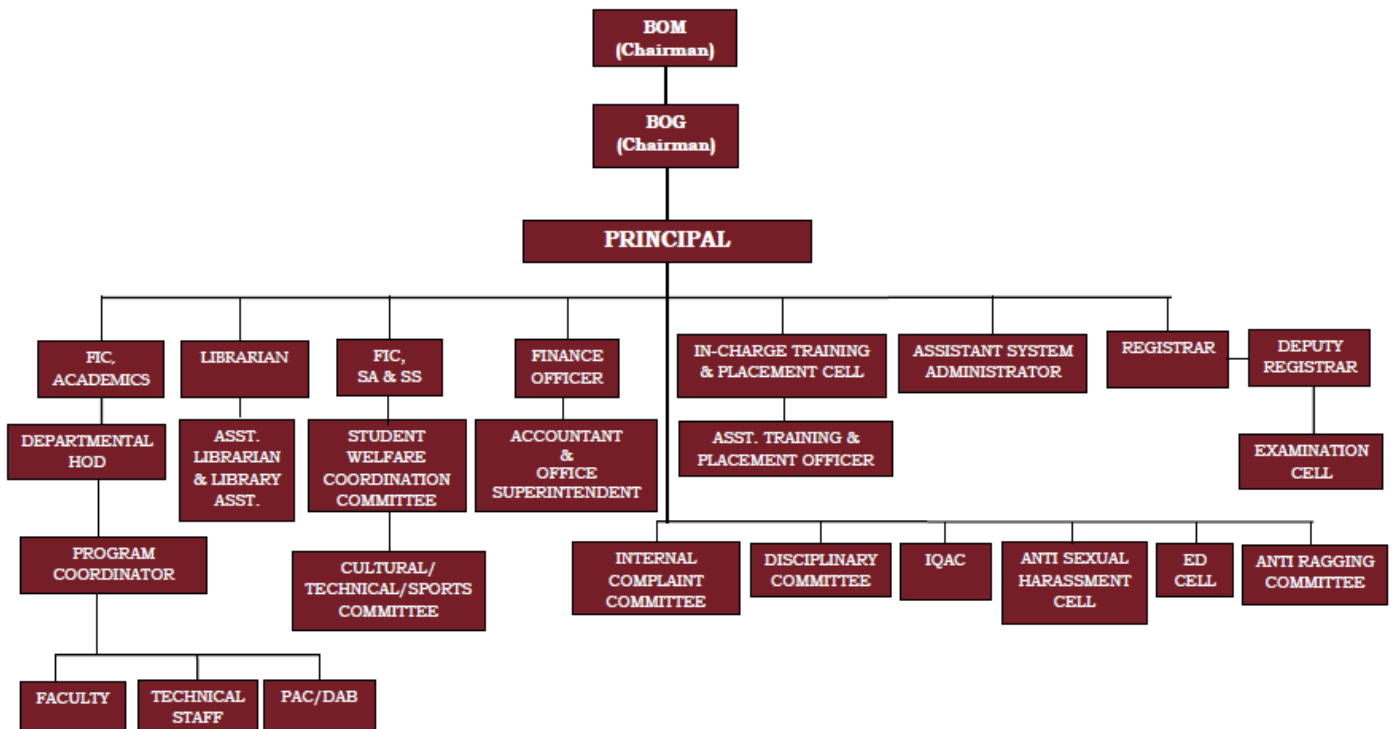 BOM
(Chairman)
BOG
(Chairman)
PRINCIPAL
FIC,
ACADEMICS
LIBRARIAN
FIC,
SA & SS
FINANCE
OFFICER
IN-CHARGE TRAINING
& PLACEMENT CELL
ASSISTANT SYSTEM
ADMINISTRATOR
REGISTRAR
DEPUTY
REGISTRAR
DEPARTMENTAL
HOD
ASST.
LIBRARIAN
& LIBRARY
ASST.
STUDENT
WELFARE
COORDINATION
COMMITTEE
ACCOUNTANT
&
OFFICE
SUPERINTENDENT
ASST. TRAINING &
PLACEMENT OFFICER
EXAMINATION
CELL
PROGRAM
COORDINATOR
CULTURAL/
TECHNICAL/SPORTS
COMMITTEE
INTERNAL
COMPLAINT
COMMITTEE
DISCIPLINARY
COMMITTEE
IQAC
ANTI SEXUAL
HARASSMENT
CELL
ED
CELL
ANTI RAGGING
COMMITTEE
FACULTY
TECHNICAL
STAFF
PAC/DAB